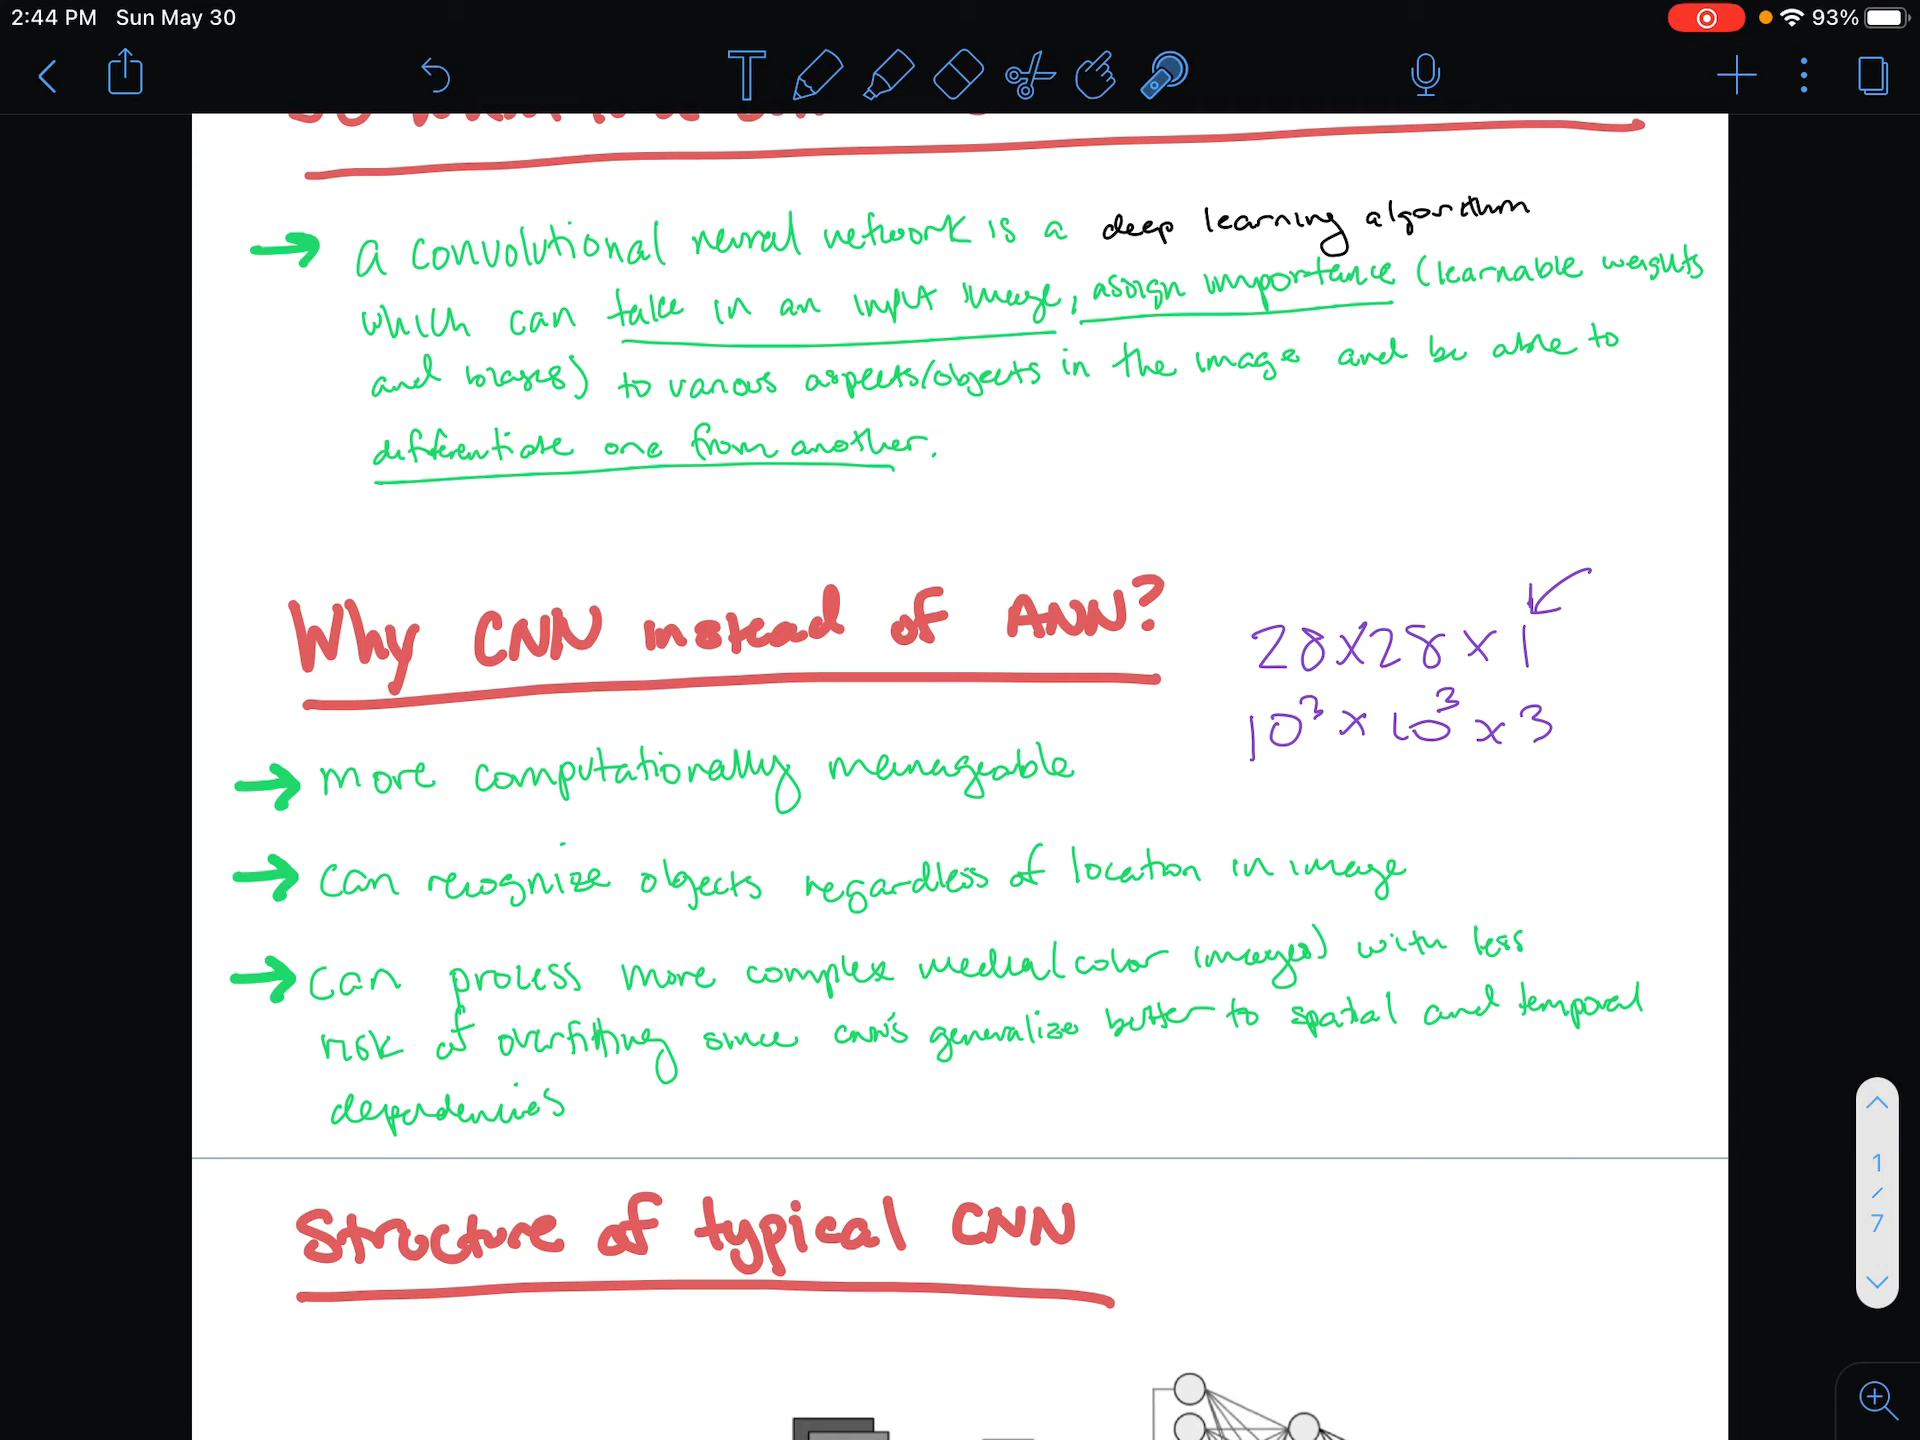 2:44 PM Sun May 30
93%
T
→ a convolutional neural network is a deep learning algorithm
which can take in an input image, assign importance (learnable weights
and biases) to various aspects/objects in the image and be able to
differentiate one from another.
Why CNN instead of ANN?
28x28 x 1
10³ x 10³ x 3
→ more computationally manageable
→ can recognize objects regardless of location in image
→ can process more complex media (color images) with less
risk of overfitting since cnn's generalize better to spatial and temporal
dependencies
1
/
7
Structure of typical CNN